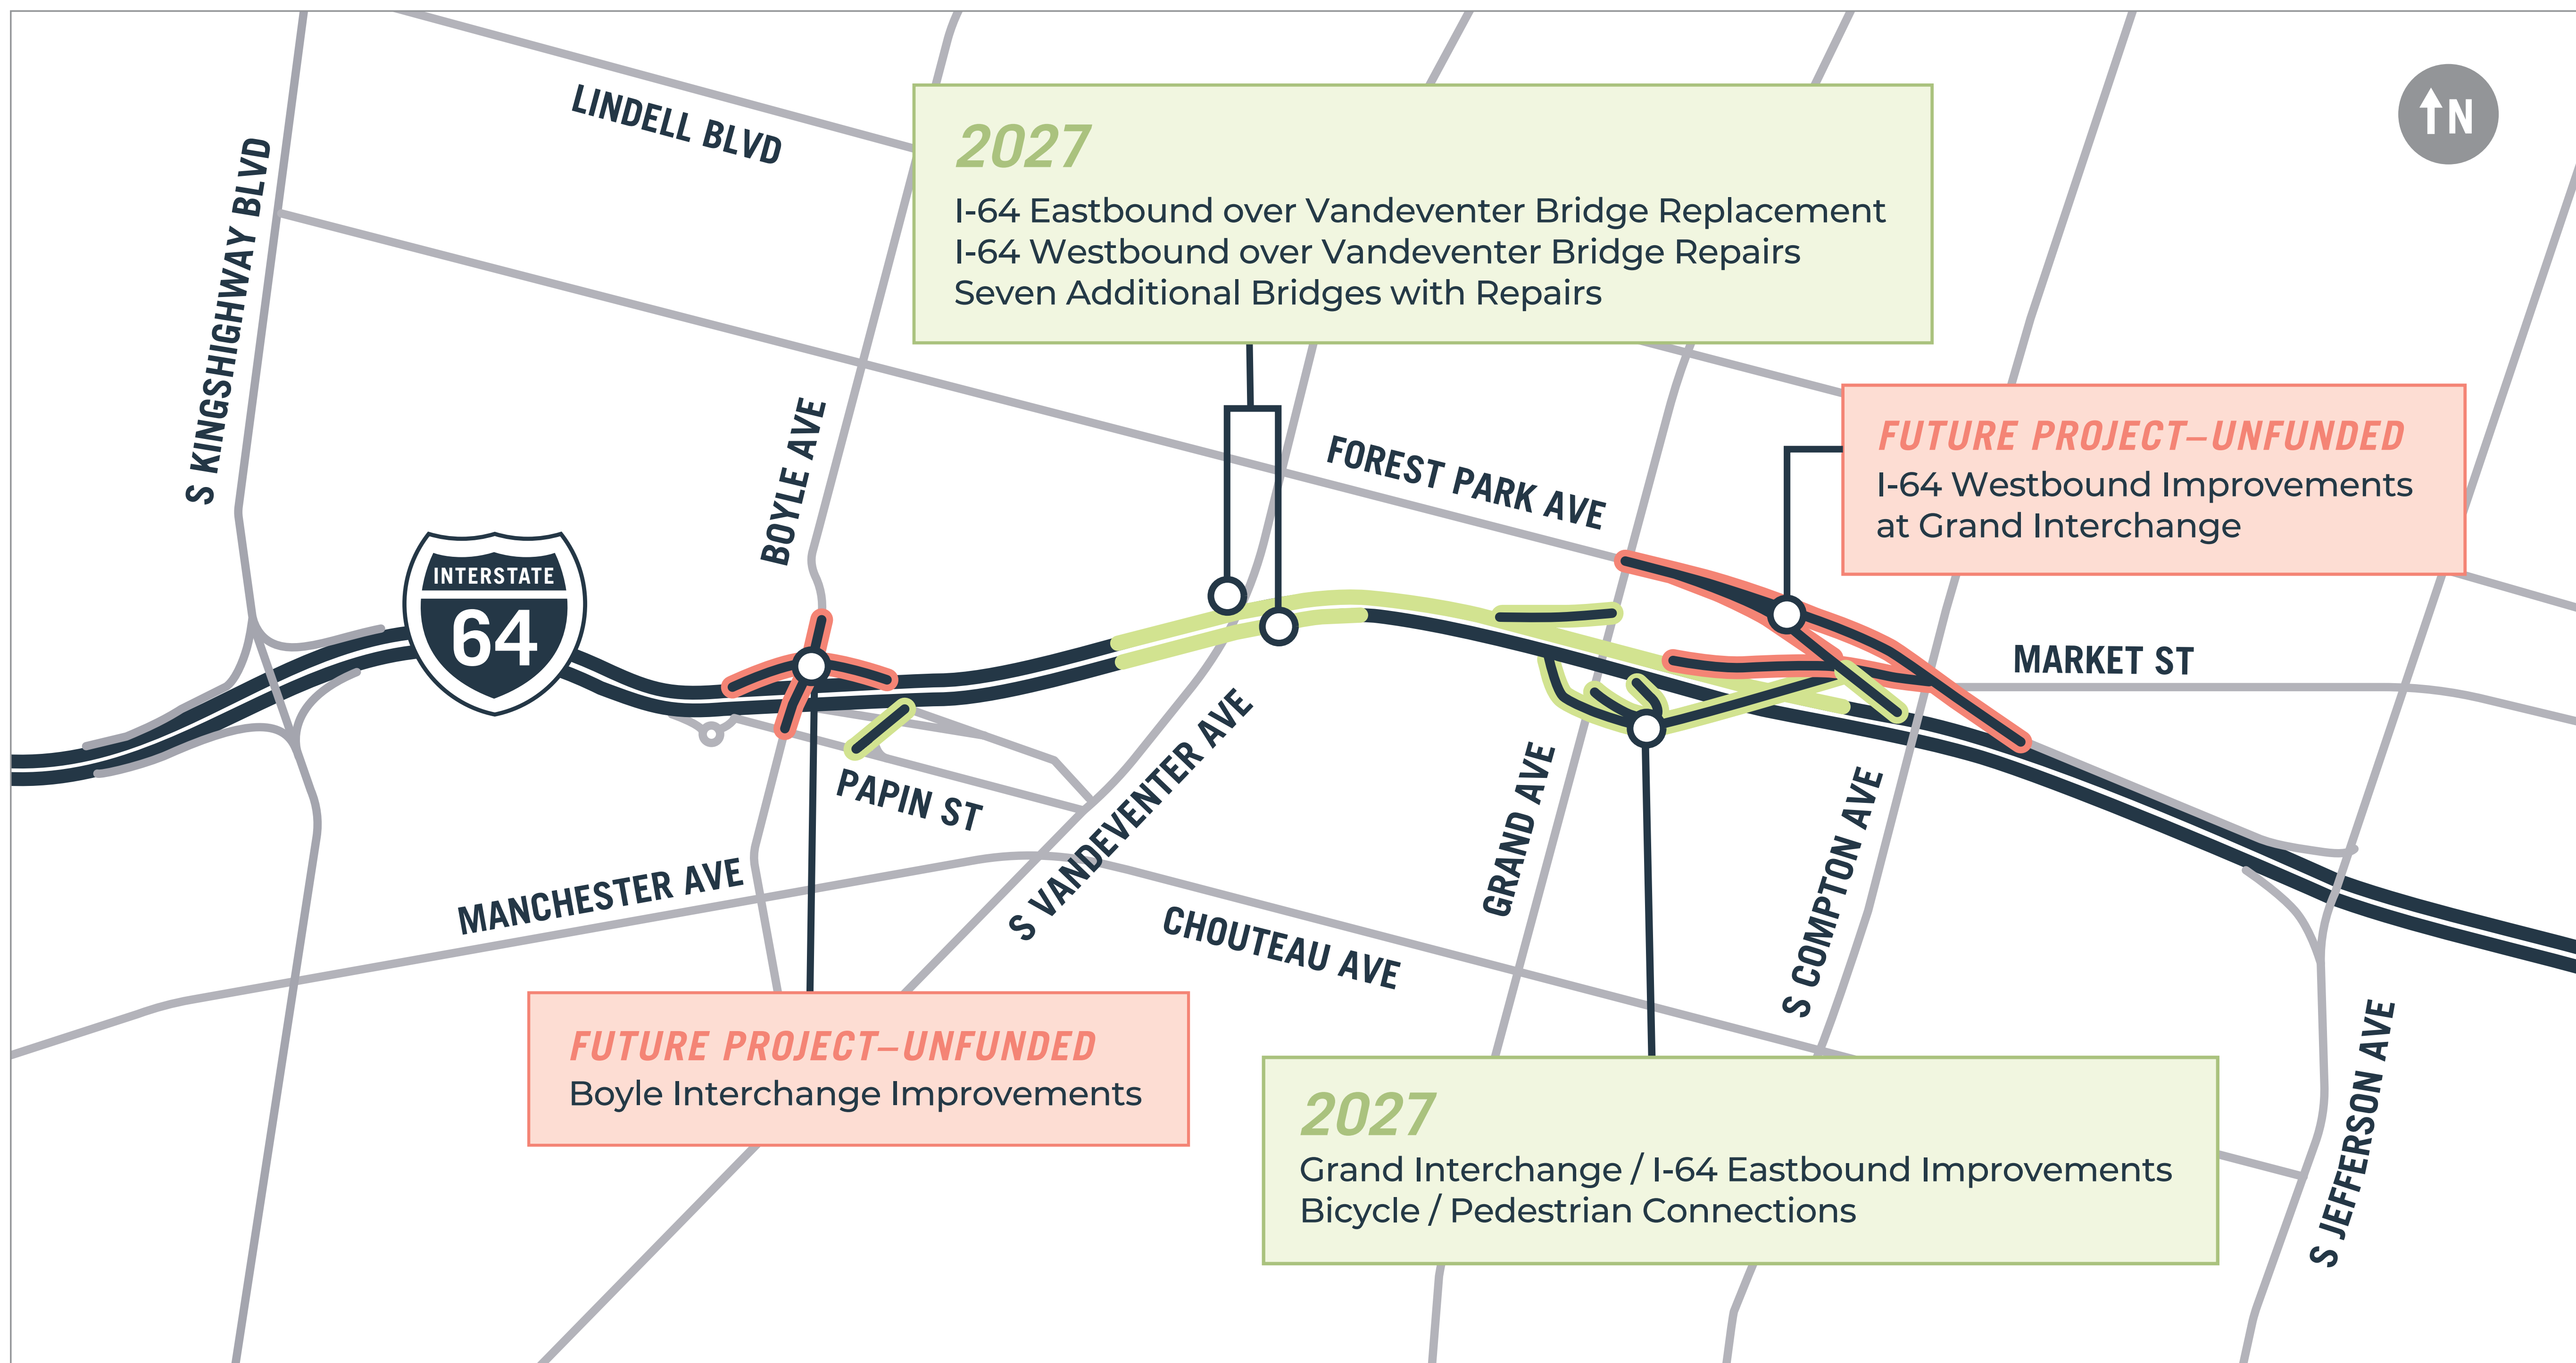 LINDELL BLVD
N
S KINGSHIGHWAY BLVD
2027
I-64 Eastbound over Vandeventer Bridge Replacement
I-64 Westbound over Vandeventer Bridge Repairs
Seven Additional Bridges with Repairs
BOYLE AVE
FOREST PARK AVE
FUTURE PROJECT–UNFUNDED
I-64 Westbound Improvements
at Grand Interchange
INTERSTATE
64
MARKET ST
PAPIN ST
S VANDEVENTER AVE
GRAND AVE
S COMPTON AVE
MANCHESTER AVE
CHOUTEAU AVE
FUTURE PROJECT–UNFUNDED
Boyle Interchange Improvements
2027
Grand Interchange / I-64 Eastbound Improvements
Bicycle / Pedestrian Connections
S JEFFERSON AVE